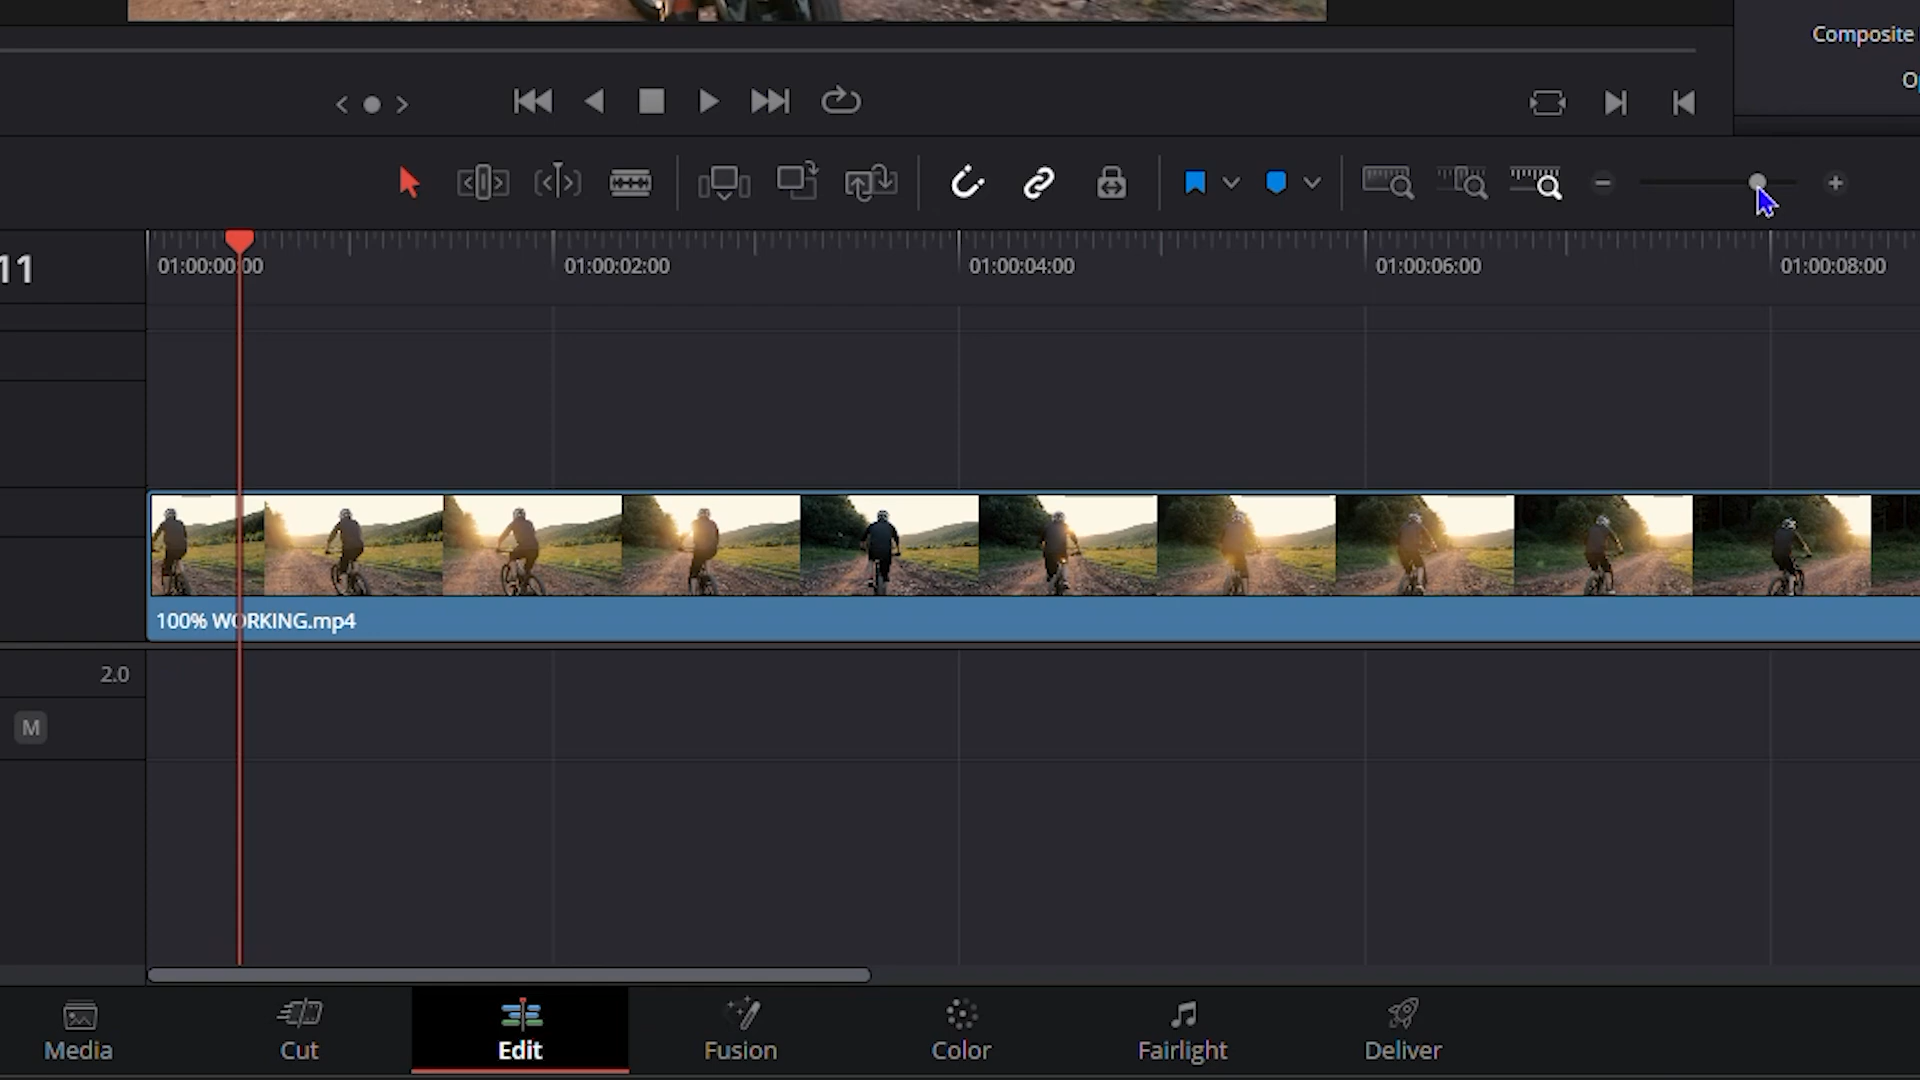 Composite
11
01:00:00:00
01:00:02:00
01:00:04:00
01:00:06:00
01:00:08:00
100% WORKING.mp4
2.0
M
Media
Cut
Edit
Fusion
Color
Fairlight
Deliver